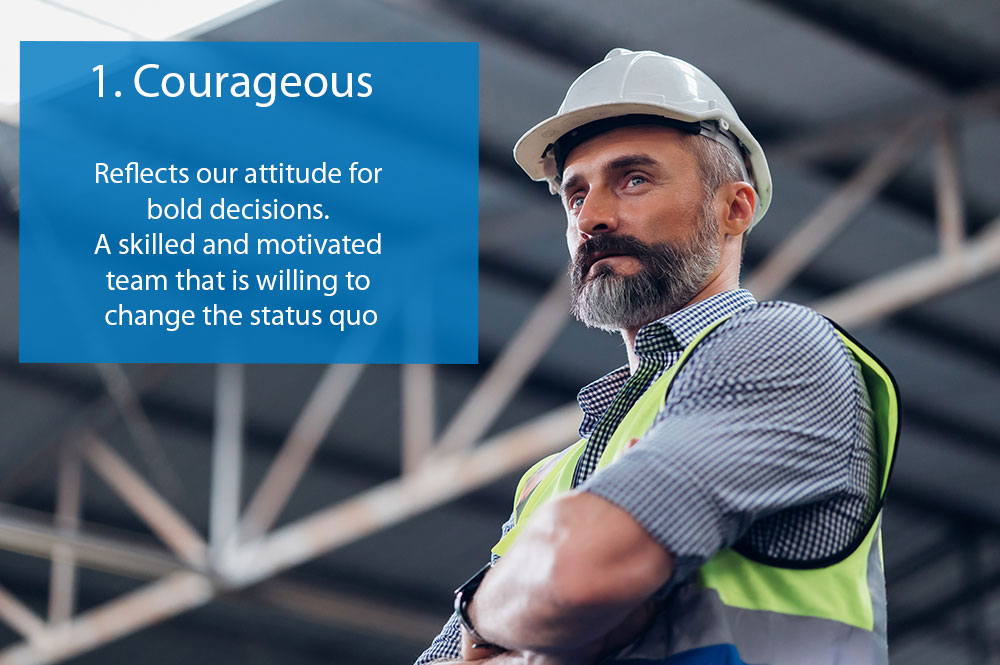 1. Courageous
Reflects our attitude for
bold decisions.
A skilled and motivated
team that is willing to
change the status quo